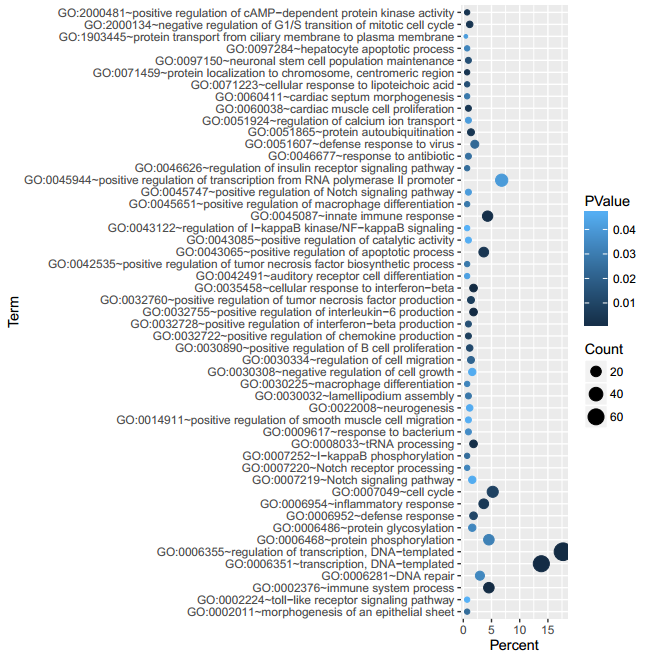 GO:2000481~positive regulation of cAMP−dependent protein kinase activity
GO:2000134~negative regulation of G1/S transition of mitotic cell cycle
GO:1903445~protein transport from ciliary membrane to plasma membrane
GO:0097284~hepatocyte apoptotic process
GO:0097150~neuronal stem cell population maintenance
GO:0071459~protein localization to chromosome, centromeric region
GO:0071223~cellular response to lipoteichoic acid
GO:0060411~cardiac septum morphogenesis
GO:0060038~cardiac muscle cell proliferation
GO:0051924~regulation of calcium ion transport
GO:0051865~protein autoubiquitination
GO:0051607~defense response to virus
GO:0046677~response to antibiotic
GO:0046626~regulation of insulin receptor signaling pathway
GO:0045944~positive regulation of transcription from RNA polymerase II promoter
GO:0045747~positive regulation of Notch signaling pathway
GO:0045651~positive regulation of macrophage differentiation
GO:0045087~innate immune response
GO:0043122~regulation of I−kappaB kinase/NF−kappaB signaling
GO:0043085~positive regulation of catalytic activity
GO:0043065~positive regulation of apoptotic process
GO:0042535~positive regulation of tumor necrosis factor biosynthetic process
GO:0042491~auditory receptor cell differentiation
GO:0035458~cellular response to interferon−beta
GO:0032760~positive regulation of tumor necrosis factor production
GO:0032755~positive regulation of interleukin−6 production
GO:0032728~positive regulation of interferon−beta production
GO:0032722~positive regulation of chemokine production
GO:0030890~positive regulation of B cell proliferation
GO:0030334~regulation of cell migration
GO:0030308~negative regulation of cell growth
GO:0030225~macrophage differentiation
GO:0030032~lamellipodium assembly
GO:0022008~neurogenesis
GO:0014911~positive regulation of smooth muscle cell migration
GO:0009617~response to bacterium
GO:0008033~tRNA processing
GO:0007252~I−kappaB phosphorylation
GO:0007220~Notch receptor processing
GO:0007219~Notch signaling pathway
GO:0007049~cell cycle
GO:0006954~inflammatory response
GO:0006952~defense response
GO:0006486~protein glycosylation
GO:0006468~protein phosphorylation
GO:0006355~regulation of transcription, DNA−templated
GO:0006351~transcription, DNA−templated
GO:0006281~DNA repair
GO:0002376~immune system process
GO:0002224~toll−like receptor signaling pathway
GO:0002011~morphogenesis of an epithelial sheet
Term
0 5 10 15
Percent
PValue
0.04
0.03
0.02
0.01
Count
20
40
60